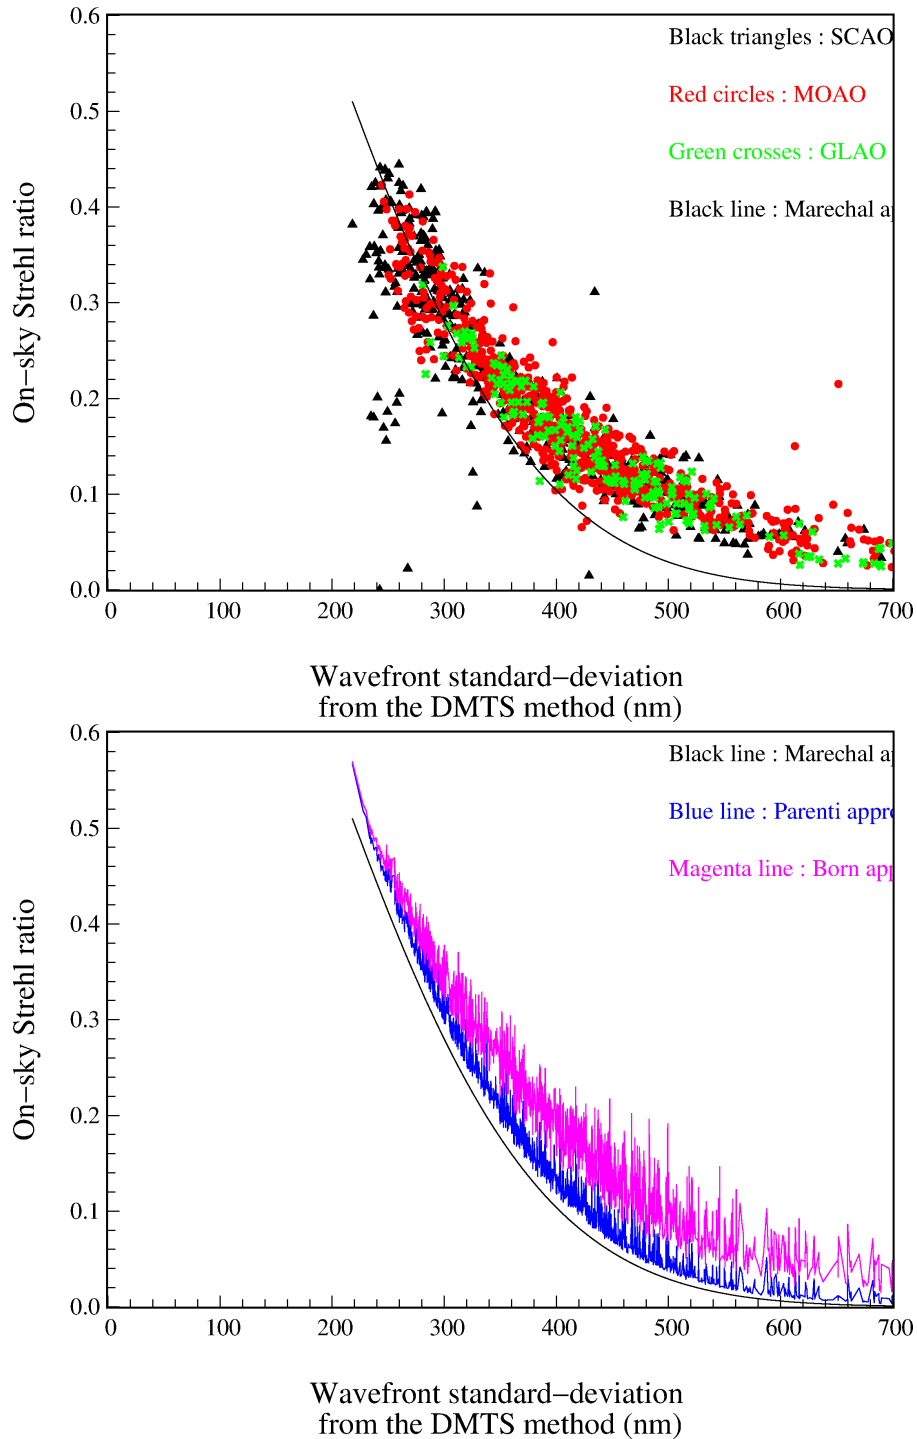 0.6
0.5
0.4
0.3
0.2
0.1
0.0
On−sky Strehl ratio
Black triangles : SCAO
Red circles : MOAO
Green crosses : GLAO
Black line : Marechal
0 100 200 300 400 500 600 700
Wavefront standard−deviation
from the DMTS method (nm)
0.6
0.5
0.4
0.3
0.2
0.1
0.0
On−sky Strehl ratio
Black line : Marechal
Blue line : Parenti
Magenta line : Born
0 100 200 300 400 500 600 700
Wavefront standard−deviation
from the DMTS method (nm)